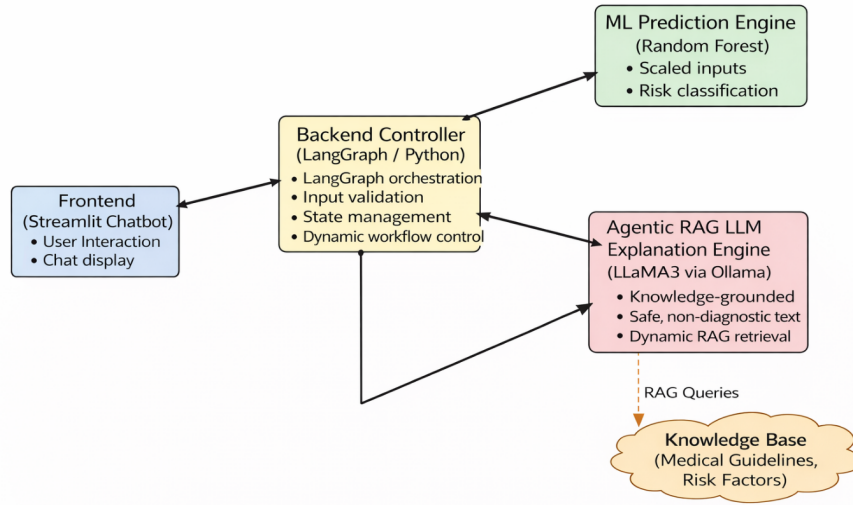 ML Prediction Engine
(Random Forest)
• Scaled inputs
• Risk classification
Backend Controller
(LangGraph / Python)
• LangGraph orchestration
• Input validation
• State management
• Dynamic workflow control
Frontend
(Streamlit Chatbot)
• User Interaction
• Chat display
Agentic RAG LLM
Explanation Engine
(LLaMA3 via Ollama)
• Knowledge-grounded
• Safe, non-diagnostic text
• Dynamic RAG retrieval
RAG Queries
Knowledge Base
(Medical Guidelines,
Risk Factors)